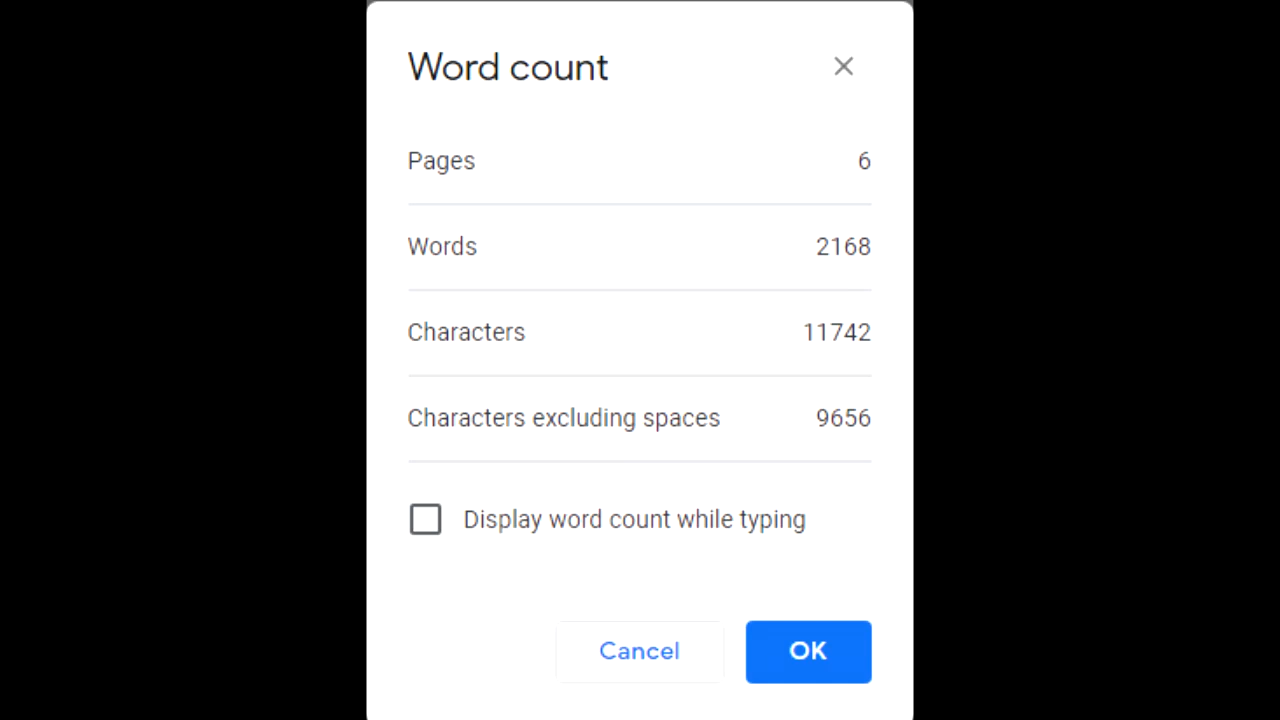 Word count
Pages 6
Words 2168
Characters 11742
Characters excluding spaces 9656
Display word count while typing
Cancel OK